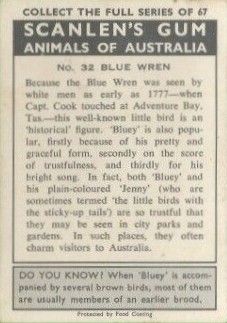 COLLECT THE FULL SERIES OF 67
SCANLEN'S GUM
ANIMALS OF AUSTRALIA
No. 32 BLUE WREN
Because the Blue Wren was seen by
white men as early as 1777—when
Capt. Cook touched at Adventure Bay,
Tas.—this well-known little bird is an
'historical' figure. 'Bluey' is also popu-
lar, firstly because of his pretty and
graceful form, secondly on the score
of trustfulness, and thirdly for his
bright song. In fact, both 'Bluey' and
his plain-coloured 'Jenny' (who are
sometimes termed 'the little birds with
the sticky-up tails') are so trustful that
they may be seen in city parks and
gardens. In such places, they often
charm visitors to Australia.
DO YOU KNOW? When 'Bluey' is accom-
panied by several brown birds, most of them
are usually members of an earlier brood.
Protected by Food Coating